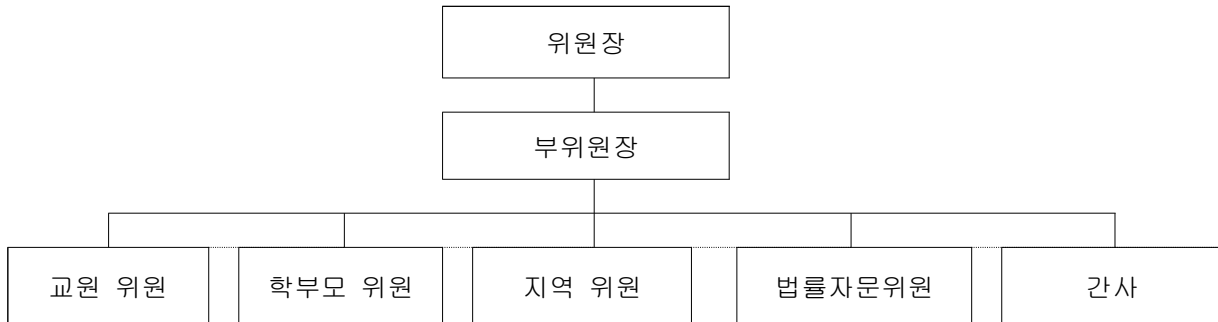 위원장
부위원장
교원 위원
학부모 위원
지역 위원
법률자문위원
간사